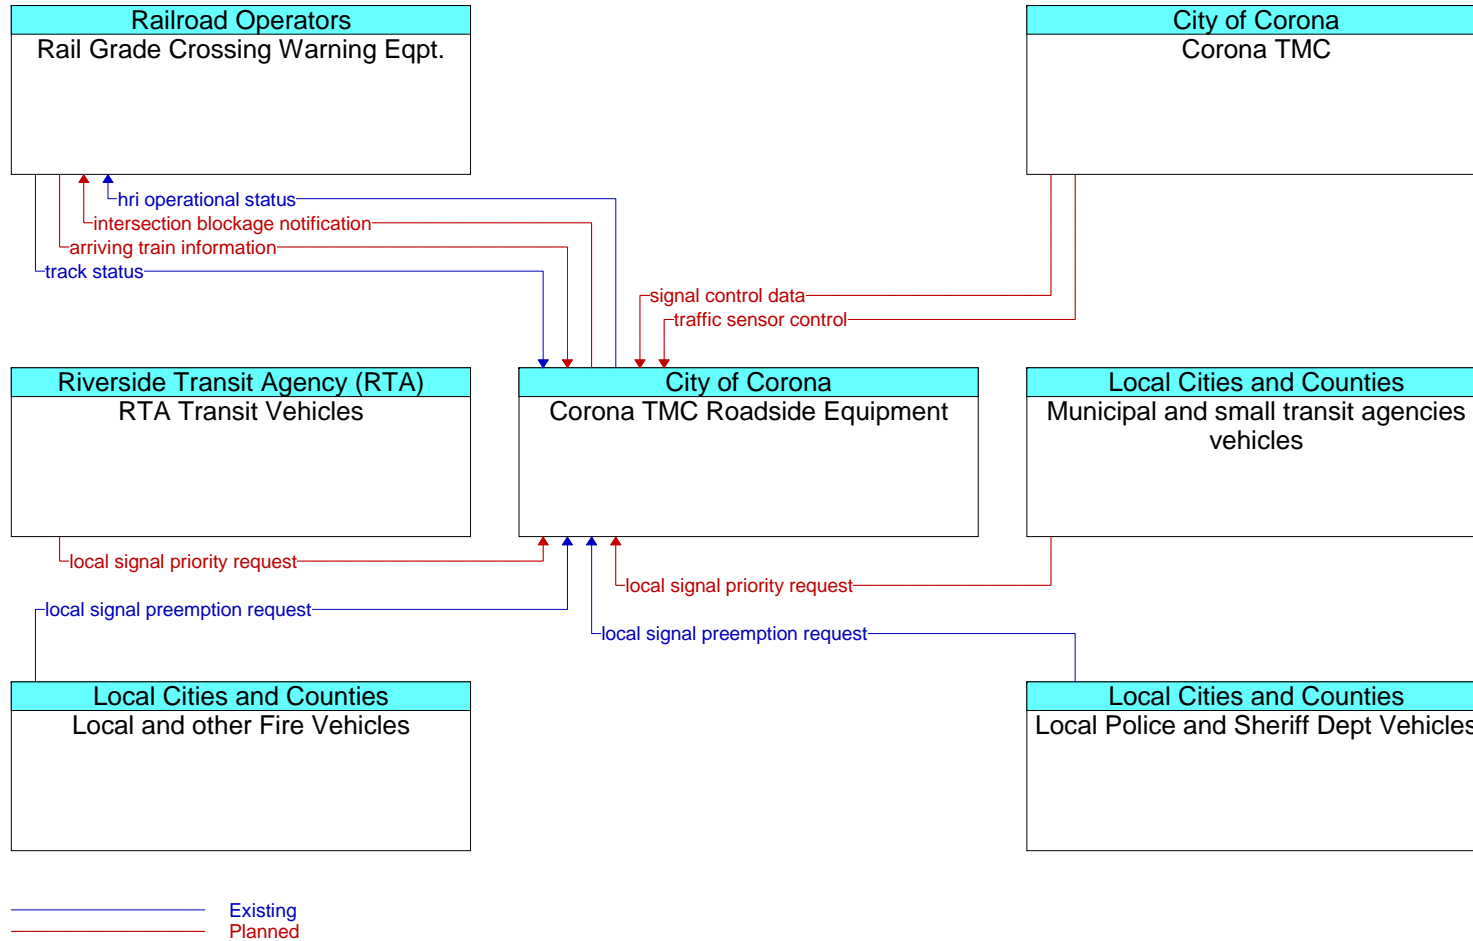 Railroad Operators
Rail Grade Crossing Warning Eqpt.
City of Corona
Corona TMC
hri operational status
intersection blockage notification
arriving train information
track status
signal control data
traffic sensor control
Riverside Transit Agency (RTA)
RTA Transit Vehicles
City of Corona
Corona TMC Roadside Equipment
Local Cities and Counties
Municipal and small transit agencies
vehicles
local signal priority request
local signal priority request
local signal preemption request
local signal preemption request
Local Cities and Counties
Local and other Fire Vehicles
Local Cities and Counties
Local Police and Sheriff Dept Vehicles
Existing
Planned